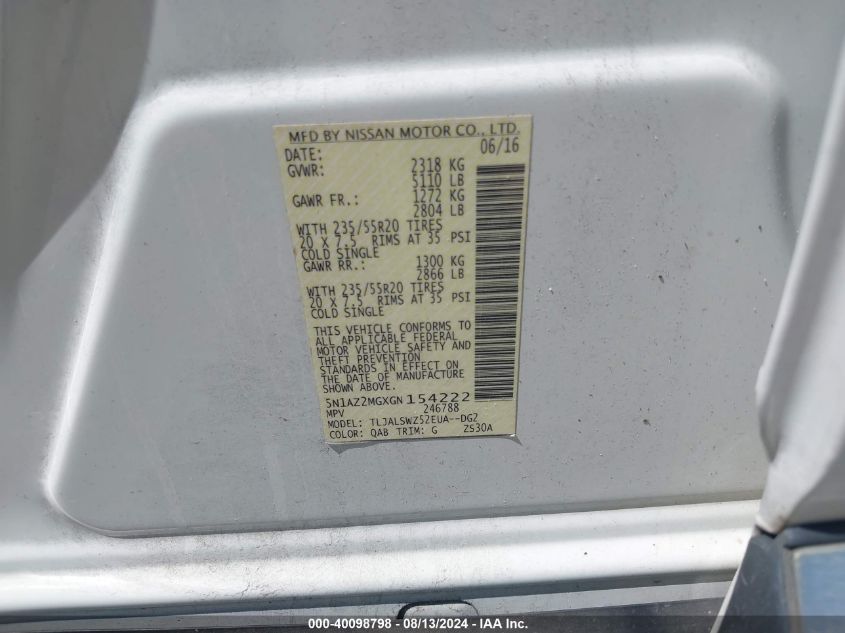 MFD BY NISSAN MOTOR CO., LTD.
DATE: 06/16
GVWR: 2318 KG
5110 LB
GAWR FR.: 1272 KG
2804 LB
WITH 235/55R20 TIRES
20 X 7.5 RIMS AT 35 PSI
COLD SINGLE
GAWR RR.: 1300 KG
2866 LB
WITH 235/55R20 TIRES
20 X 7.5 RIMS AT 35 PSI
COLD SINGLE
THIS VEHICLE CONFORMS TO
ALL APPLICABLE FEDERAL
MOTOR VEHICLE SAFETY AND
THEFT PREVENTION
STANDARDS IN EFFECT ON
THE DATE OF MANUFACTURE
SHOWN ABOVE.
5N1AZ2MGXGN154222
MPV 246788
MODEL: TLJALSWZ52EUA--DG2
COLOR: QAB TRIM: G ZS30A
000-40098798 - 08/13/2024 - IAA Inc.